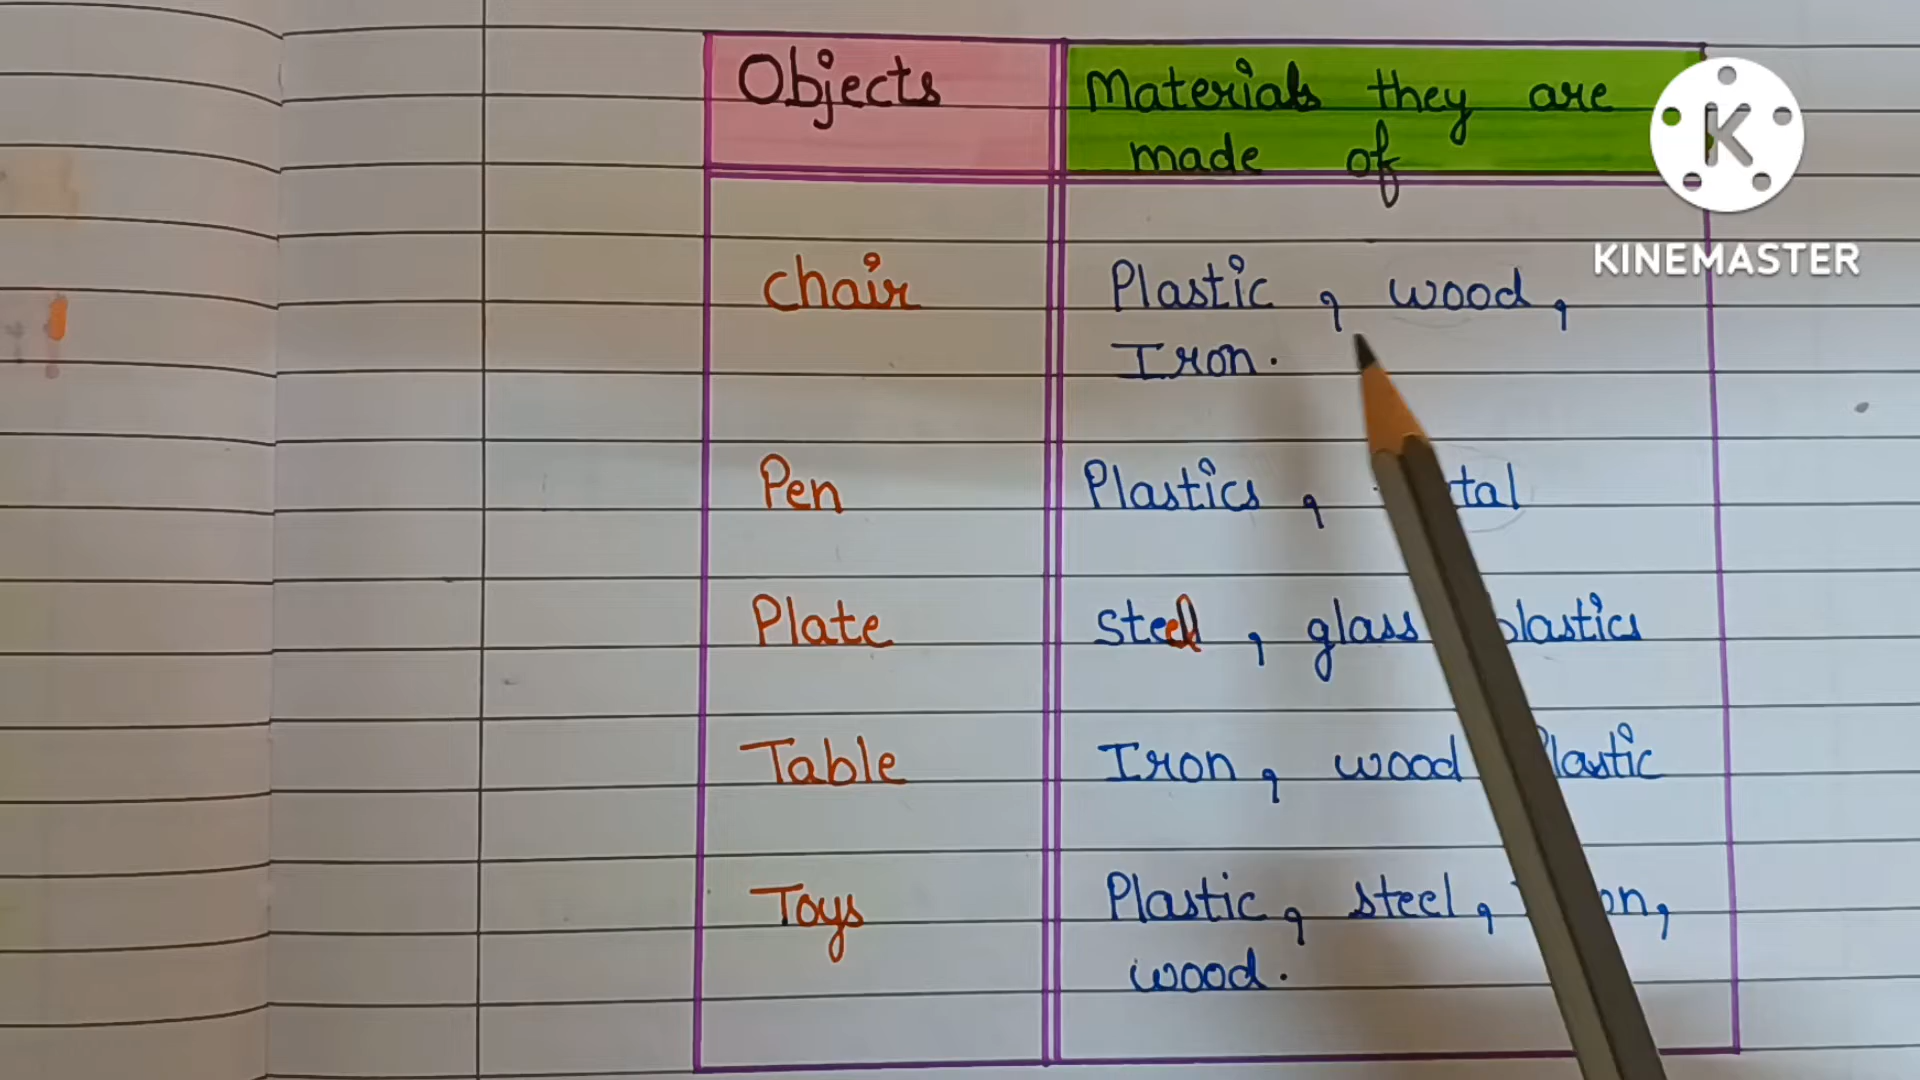 Objects
Materials they are
made of
K
KINEMASTER
Chair
Plastic, wood,
Iron.
Pen
Plastics,
Plate
Steel, glass
Table
Iron, wood
Toys
Plastic, steel,
wood.